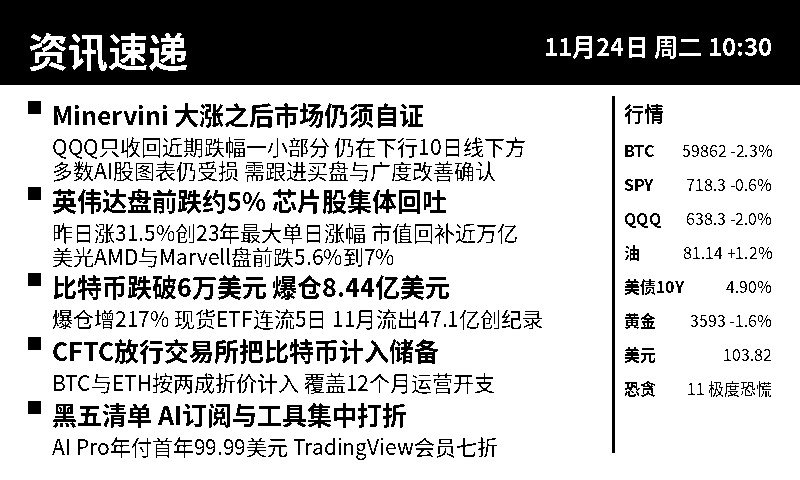 资讯速递
11月24日 周二 10:30
Minervini 大涨之后市场仍须自证
QQQ只收回近期跌幅一小部分 仍在下行10日线下方
多数AI股图表仍受损 需跟进买盘与广度改善确认
英伟达盘前跌约5% 芯片股集体回吐
昨日涨31.5%创23年最大单日涨幅 市值回补近万亿
美光AMD与Marvell盘前跌5.6%到7%
比特币跌破6万美元 爆仓8.44亿美元
爆仓增217% 现货ETF连流5日 11月流出47.1亿创纪录
CFTC放行交易所把比特币计入储备
BTC与ETH按两成折价计入 覆盖12个月运营开支
黑五清单 AI订阅与工具集中打折
AI Pro年付首年99.99美元 TradingView会员七折
行情
BTC 59862 -2.3%
SPY 718.3 -0.6%
QQQ 638.3 -2.0%
油 81.14 +1.2%
美债10Y 4.90%
黄金 3593 -1.6%
美元 103.82
恐贪 11 极度恐慌